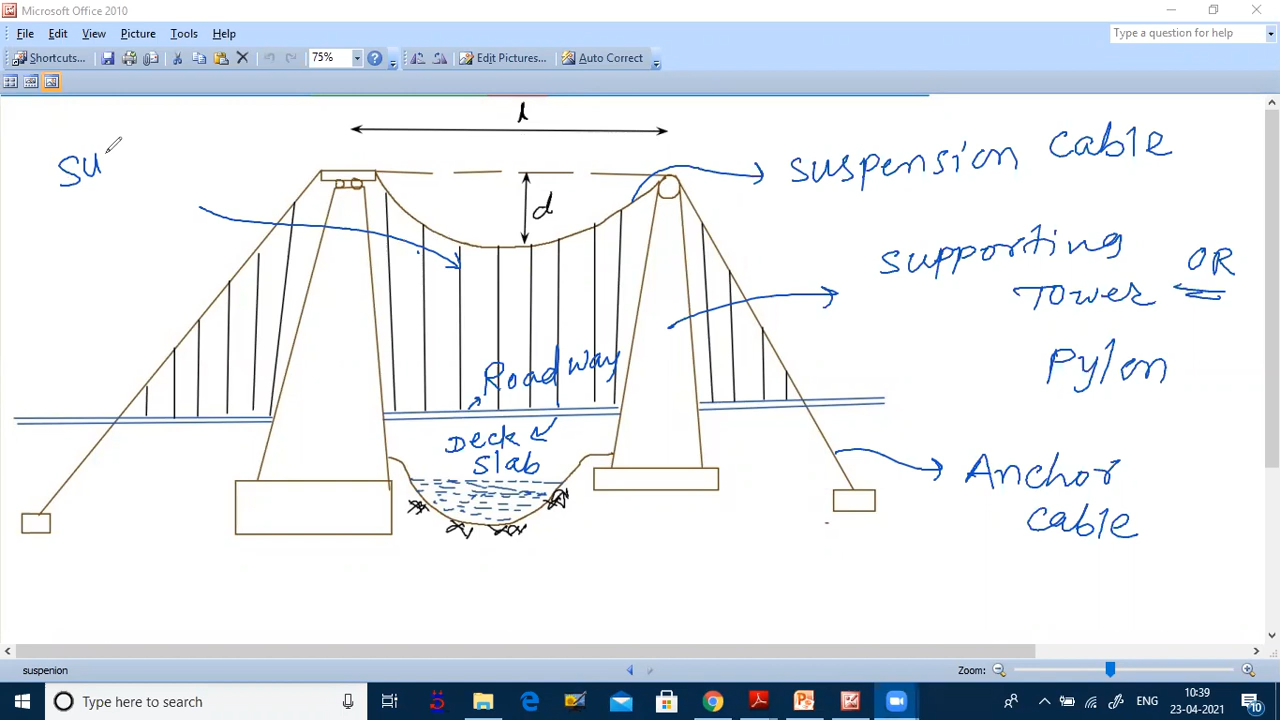 Microsoft Office 2010
File Edit View Picture Tools Help
Type a question for help
Shortcuts...
75%
Edit Pictures...
Auto Correct
l
su
suspension cable
d
supporting OR
Tower
Pylon
Roadway
Deck
slab
Anchor
cable
suspenion
Zoom:
Type here to search
ENG
10:39
23-04-2021
10